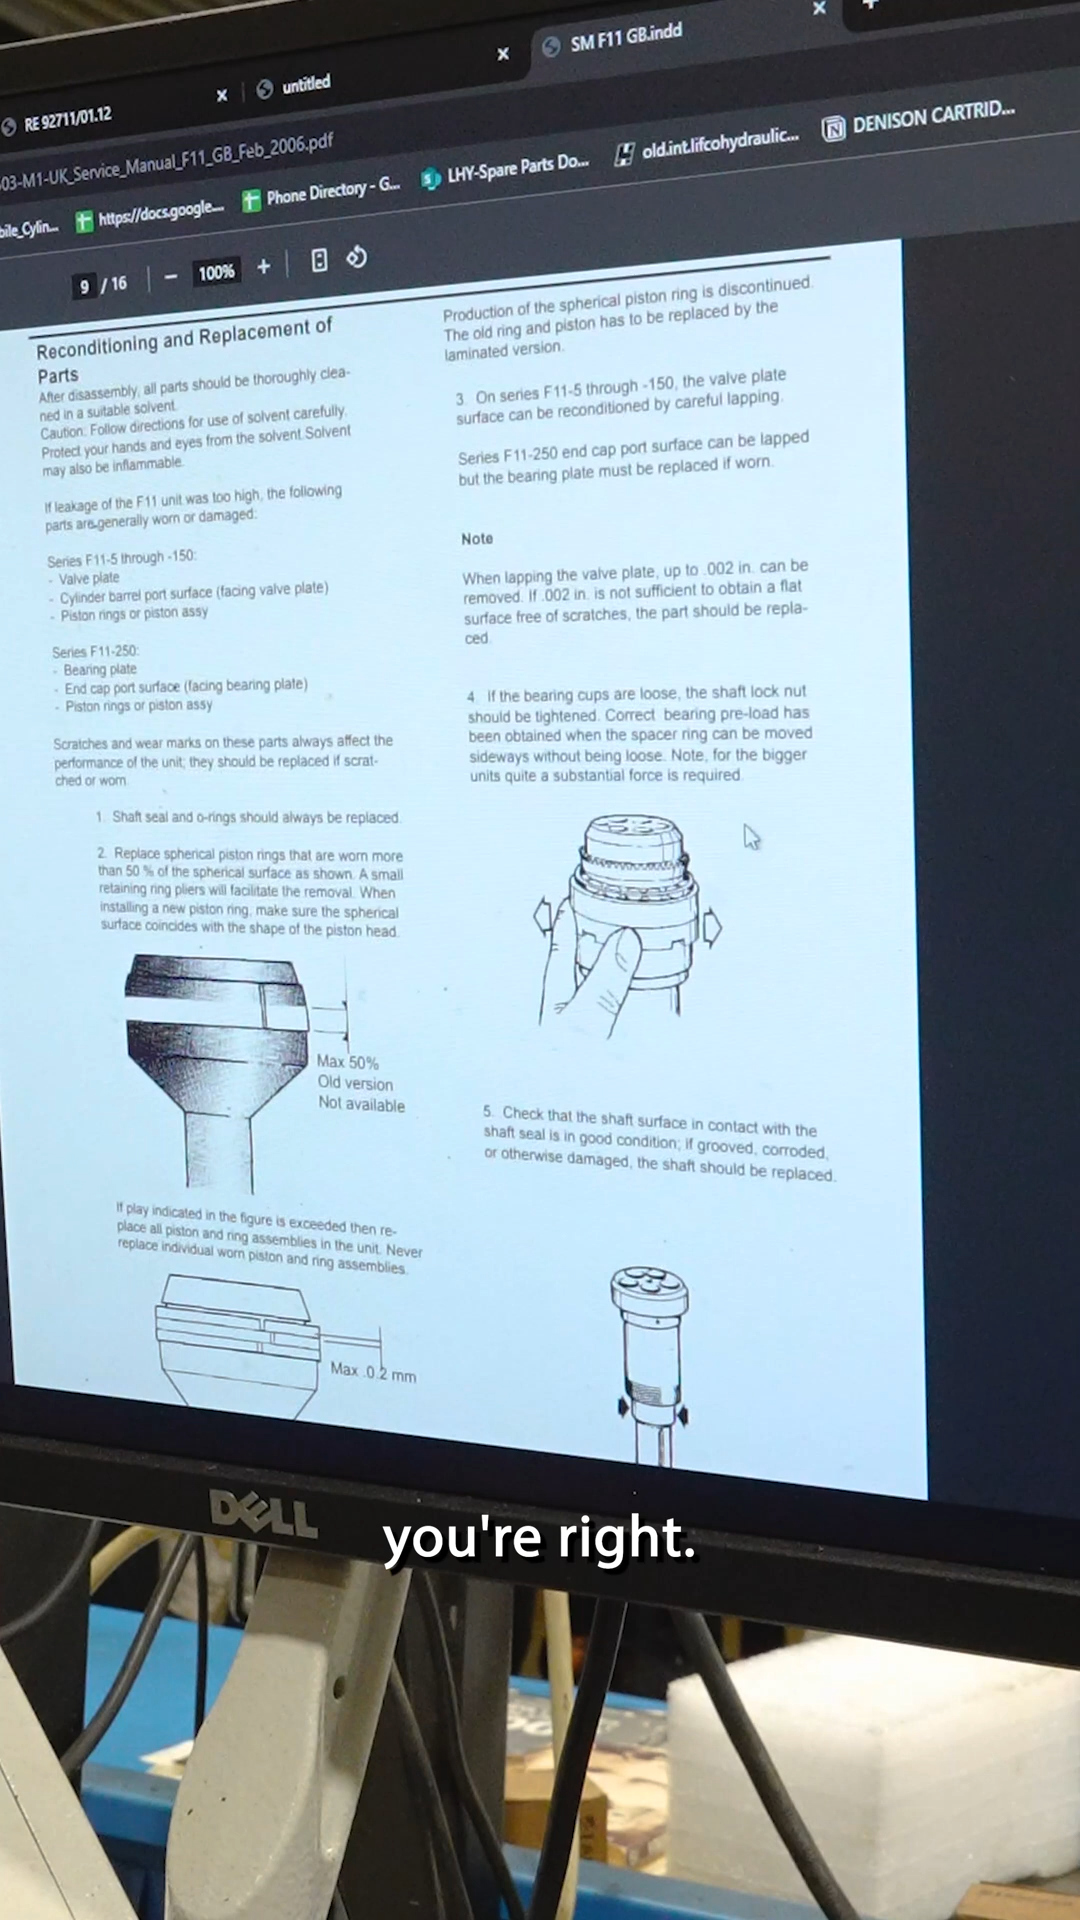 RE 92711/01.12
untitled
SM F11 GB.indd
03-M1-UK_Service_Manual_F11_GB_Feb_2006.pdf
bile_Cylin...
https://docs.google....
Phone Directory - G...
LHY-Spare Parts Do...
old.int.lifcohydraulic...
DENISON CARTRID...
9 / 16
100%
Reconditioning and Replacement of
Parts
After disassembly, all parts should be thoroughly clea-
ned in a suitable solvent.
Caution: Follow directions for use of solvent carefully.
Protect your hands and eyes from the solvent.Solvent
may also be inflammable.
If leakage of the F11 unit was too high, the following
parts are generally worn or damaged:
Series F11-5 through -150:
- Valve plate
- Cylinder barrel port surface (facing valve plate)
- Piston rings or piston assy
Series F11-250:
- Bearing plate
- End cap port surface (facing bearing plate)
- Piston rings or piston assy
Scratches and wear marks on these parts always affect the
performance of the unit; they should be replaced if scrat-
ched or worn.
1. Shaft seal and o-rings should always be replaced.
2. Replace spherical piston rings that are worn more
than 50 % of the spherical surface as shown. A small
retaining ring pliers will facilitate the removal. When
installing a new piston ring, make sure the spherical
surface coincides with the shape of the piston head.
Max 50%
Old version
Not available
If play indicated in the figure is exceeded then re-
place all piston and ring assemblies in the unit. Never
replace individual worn piston and ring assemblies.
Max .0.2 mm
Production of the spherical piston ring is discontinued.
The old ring and piston has to be replaced by the
laminated version.
3. On series F11-5 through -150, the valve plate
surface can be reconditioned by careful lapping.
Series F11-250 end cap port surface can be lapped
but the bearing plate must be replaced if worn.
Note
When lapping the valve plate, up to .002 in. can be
removed. If .002 in. is not sufficient to obtain a flat
surface free of scratches, the part should be repla-
ced.
4. If the bearing cups are loose, the shaft lock nut
should be tightened. Correct bearing pre-load has
been obtained when the spacer ring can be moved
sideways without being loose. Note, for the bigger
units quite a substantial force is required.
5. Check that the shaft surface in contact with the
shaft seal is in good condition; if grooved, corroded,
or otherwise damaged, the shaft should be replaced.
DELL
you're right.